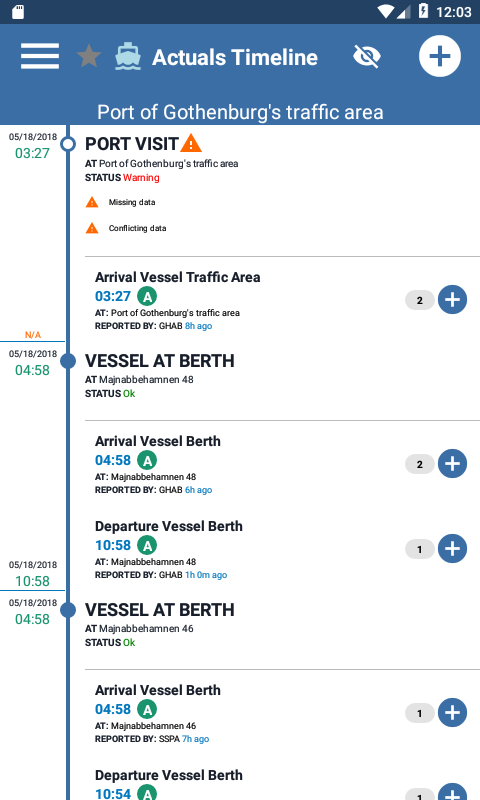 12:03
Actuals Timeline
Port of Gothenburg's traffic area
05/18/2018
03:27
PORT VISIT
AT Port of Gothenburg's traffic area
STATUS Warning
Missing data
Conflicting data
Arrival Vessel Traffic Area
03:27 A
2
AT: Port of Gothenburg's traffic area
REPORTED BY: GHAB 8h ago
N/A
05/18/2018
04:58
VESSEL AT BERTH
AT Majnabbehamnen 48
STATUS Ok
Arrival Vessel Berth
04:58 A
2
AT: Majnabbehamnen 48
REPORTED BY: GHAB 6h ago
Departure Vessel Berth
10:58 A
1
AT: Majnabbehamnen 48
REPORTED BY: GHAB 1h 0m ago
05/18/2018
10:58
05/18/2018
04:58
VESSEL AT BERTH
AT Majnabbehamnen 46
STATUS Ok
Arrival Vessel Berth
04:58 A
1
AT: Majnabbehamnen 46
REPORTED BY: SSPA 7h ago
Departure Vessel Berth
10:54 A
1